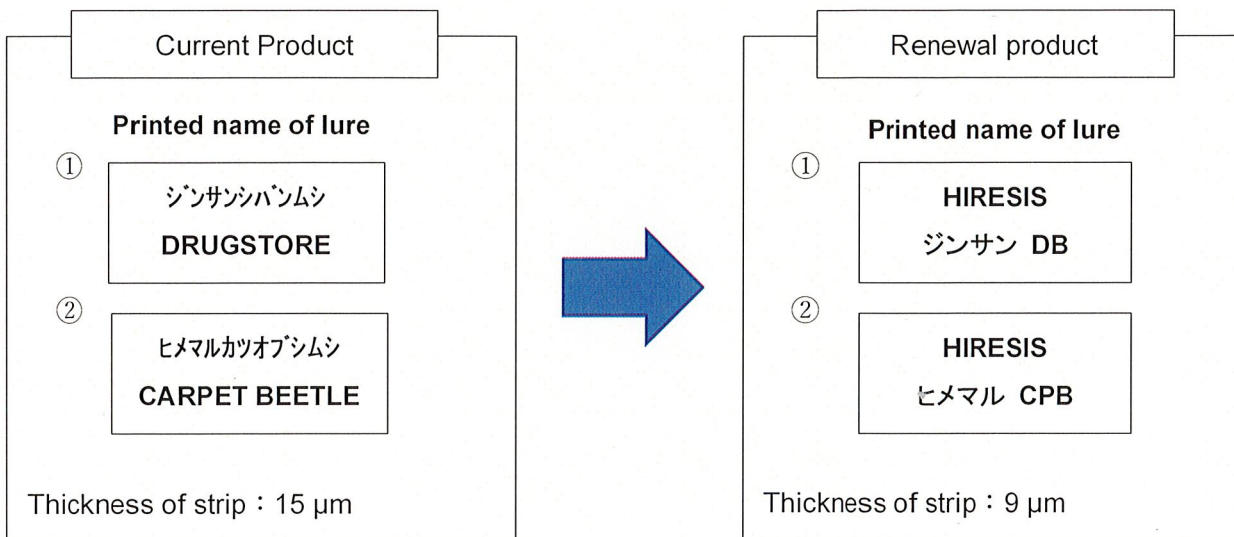 Current Product
Printed name of lure
①
ｼﾞﾝｻﾝｼﾊﾞﾝﾑｼ
DRUGSTORE
②
ﾋﾒﾏﾙｶﾂｵﾌﾞｼﾑｼ
CARPET BEETLE
Thickness of strip：15 μm
Renewal product
Printed name of lure
①
HIRESIS
ジンサン DB
②
HIRESIS
ヒメマル CPB
Thickness of strip：9 μm